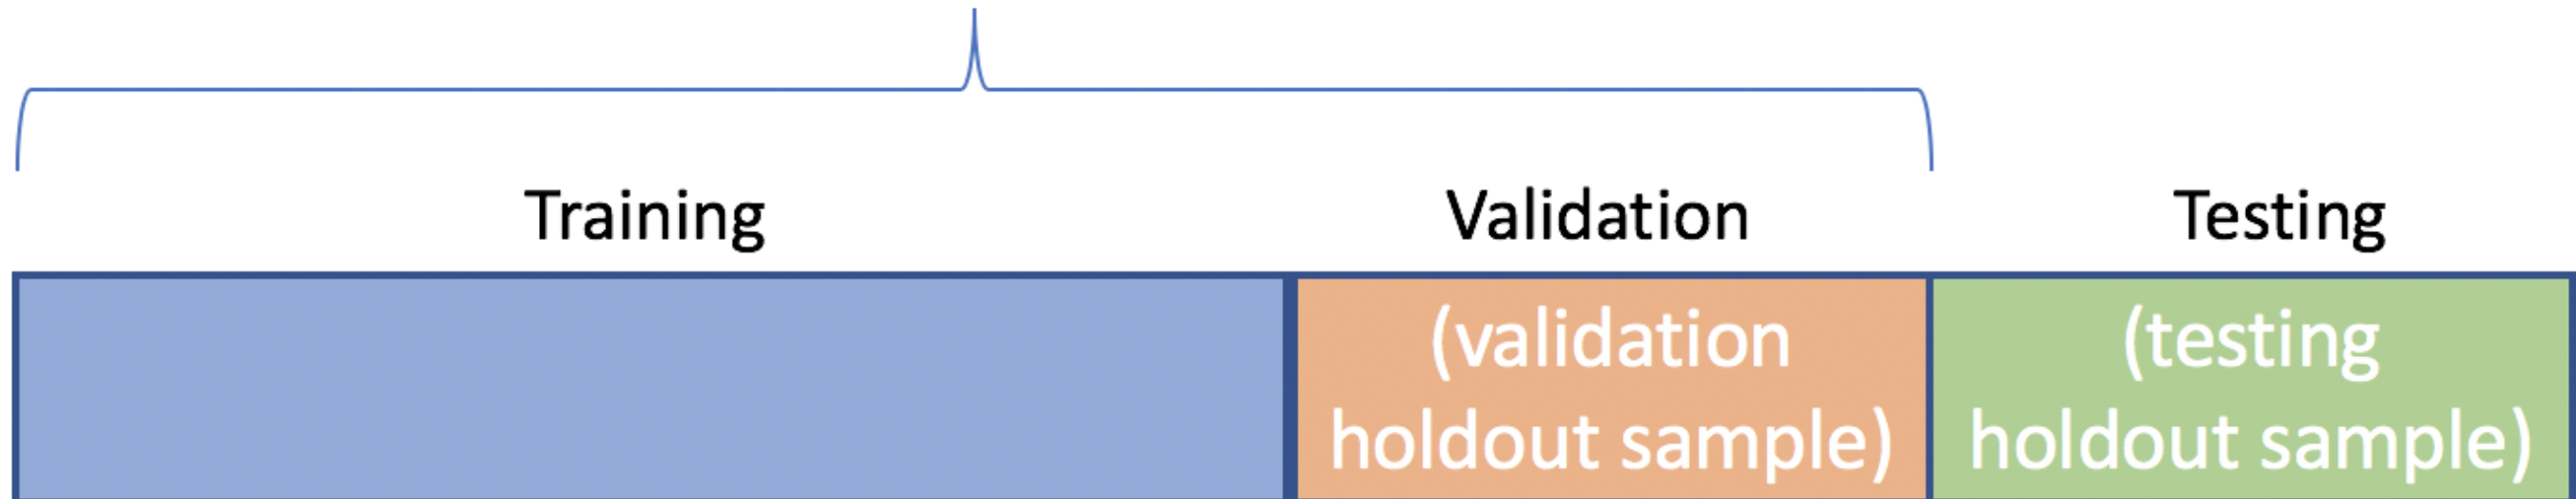 Training
Validation
Testing
(validation
holdout sample)
(testing
holdout sample)